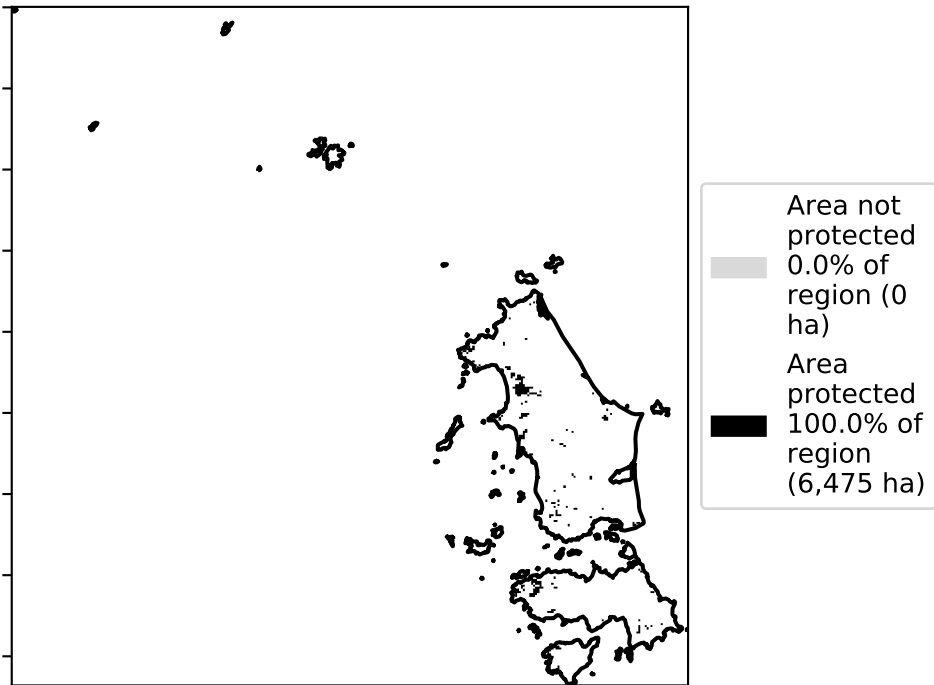 Area not
protected
0.0% of
region (0
ha)
Area
protected
100.0% of
region
(6,475 ha)